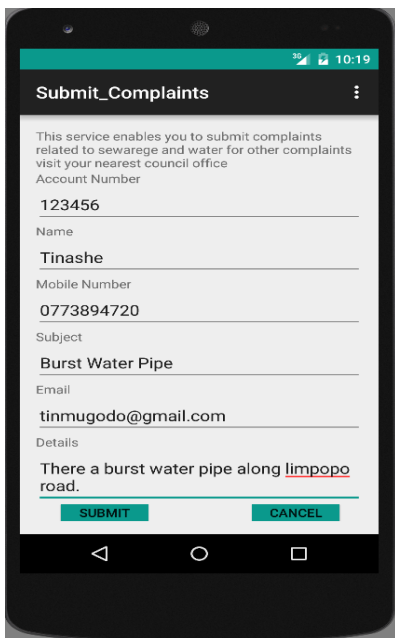 3G 10:19
Submit_Complaints
This service enables you to submit complaints
related to sewarege and water for other complaints
visit your nearest council office
Account Number
123456
Name
Tinashe
Mobile Number
0773894720
Subject
Burst Water Pipe
Email
tinmugodo@gmail.com
Details
There a burst water pipe along limpopo
road.
SUBMIT CANCEL